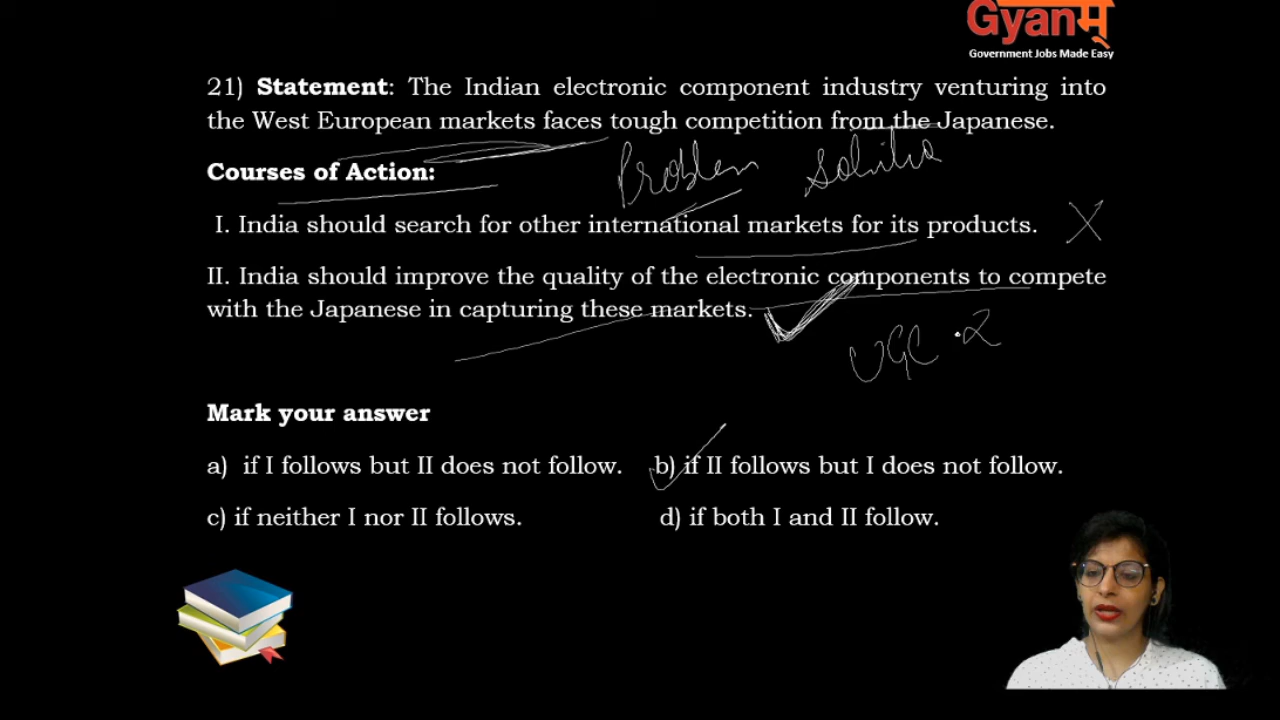 Gyanम्
Government Jobs Made Easy
21) Statement: The Indian electronic component industry venturing into
the West European markets faces tough competition from the Japanese.
Problem
Courses of Action:
I. India should search for other international markets for its products. X
II. India should improve the quality of the electronic components to compete
with the Japanese in capturing these markets.
UGC · 2
Mark your answer
a) if I follows but II does not follow. b) if II follows but I does not follow.
c) if neither I nor II follows. d) if both I and II follow.